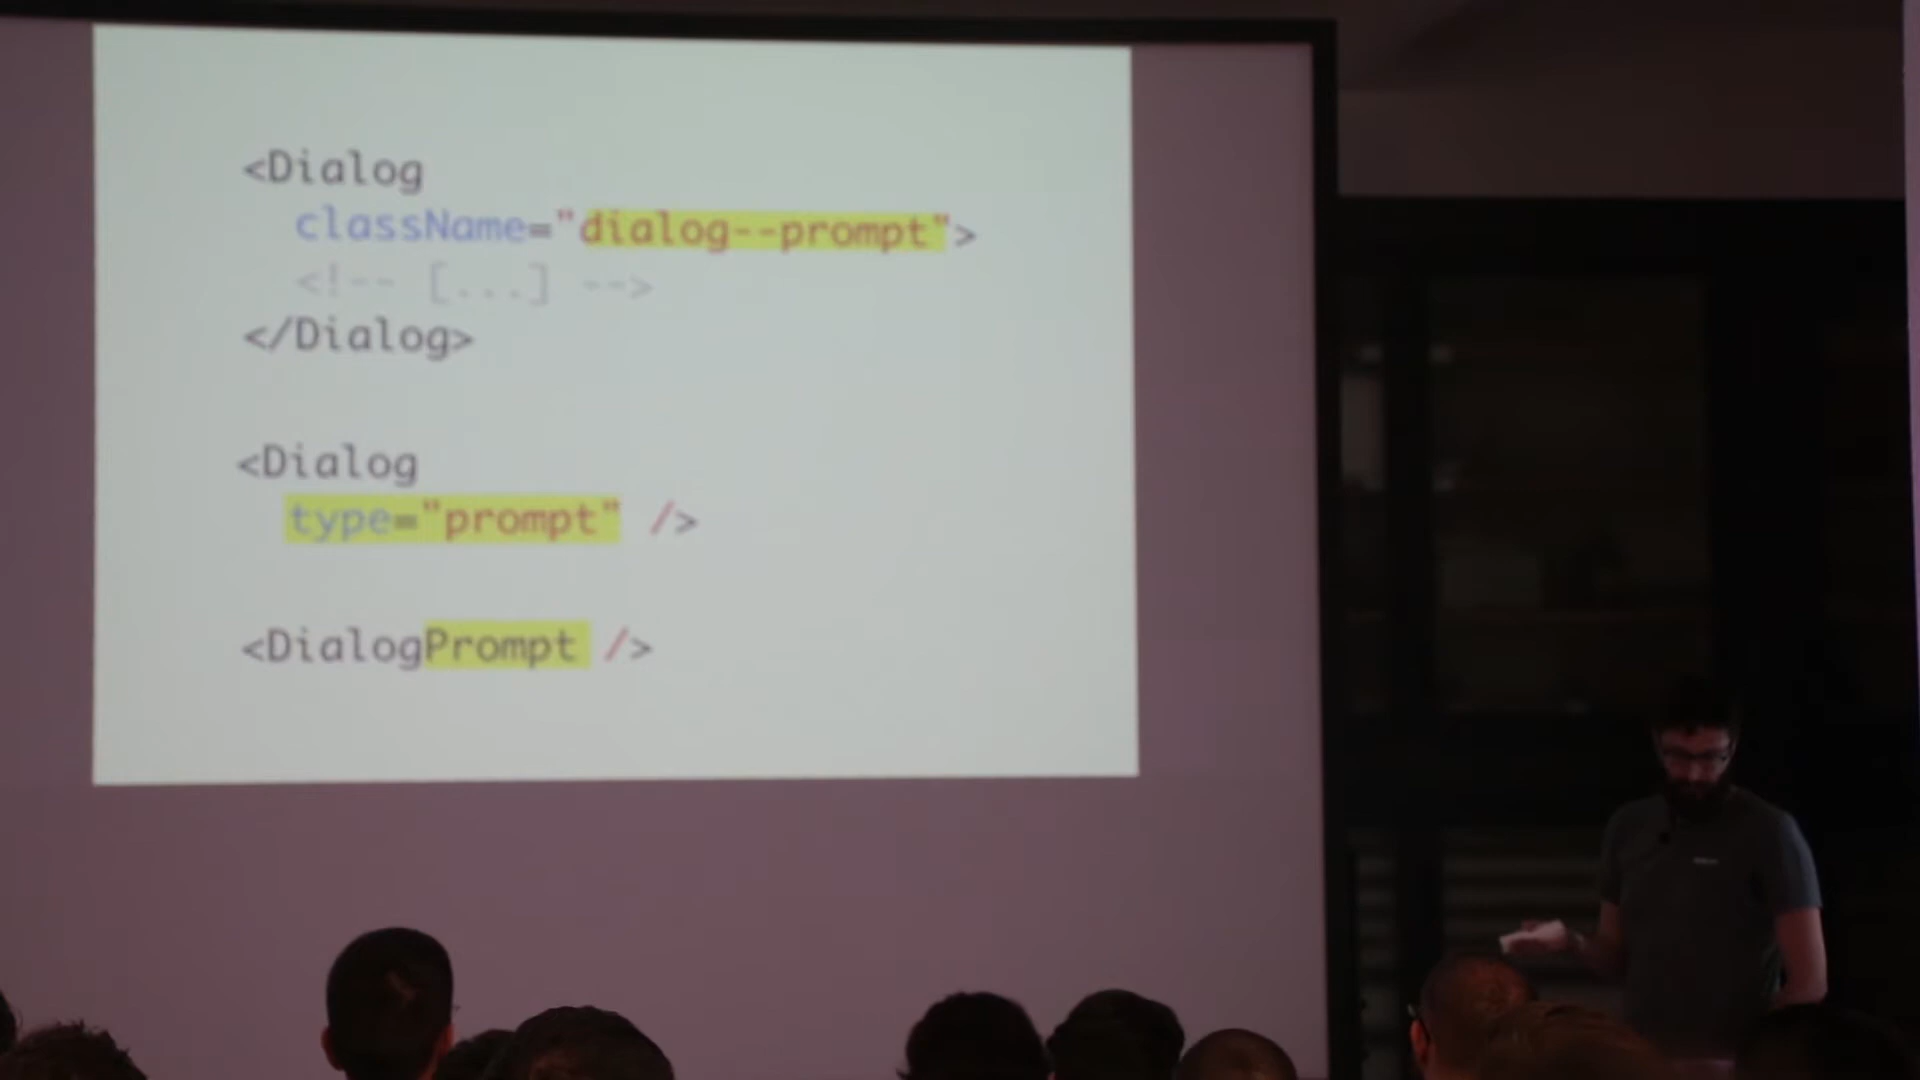 <Dialog
className="dialog--prompt">
<!-- [...] -->
</Dialog>
<Dialog
type="prompt" />
<DialogPrompt />